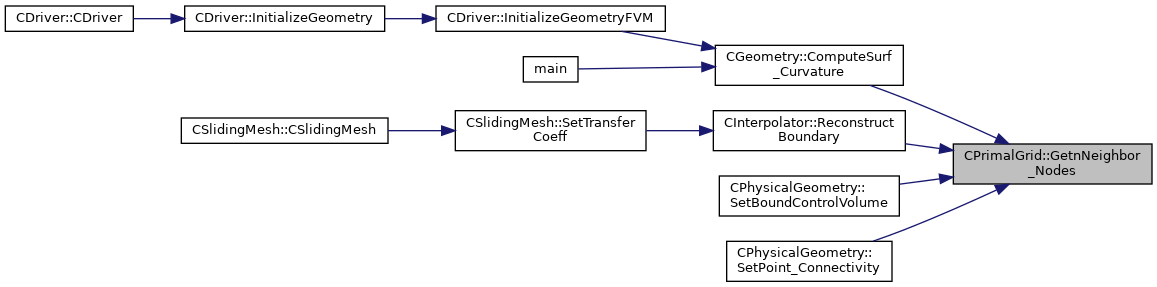 CDriver::CDriver
CDriver::InitializeGeometry
CDriver::InitializeGeometryFVM
CGeometry::ComputeSurf
_Curvature
main
CSlidingMesh::CSlidingMesh
CSlidingMesh::SetTransfer
Coeff
CInterpolator::Reconstruct
Boundary
CPrimalGrid::GetnNeighbor
_Nodes
CPhysicalGeometry::
SetBoundControlVolume
CPhysicalGeometry::
SetPoint_Connectivity